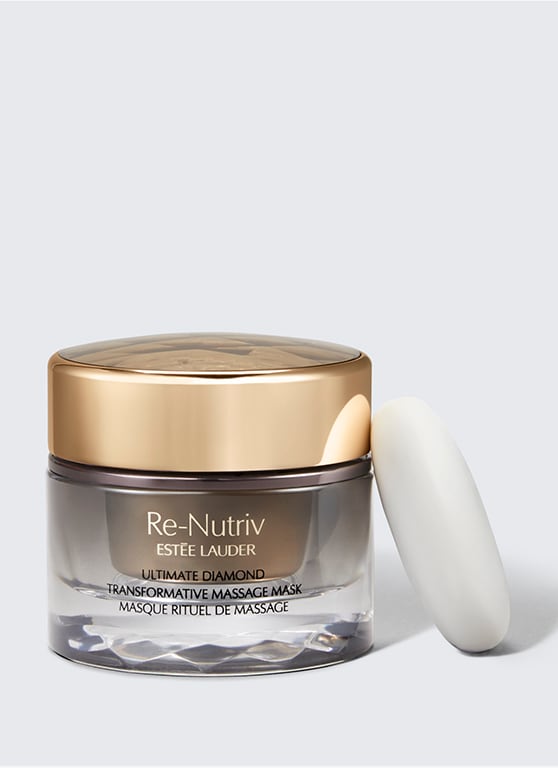 Re-Nutriv
ESTĒE LAUDER
ULTIMATE DIAMOND
TRANSFORMATIVE MASSAGE MASK
MASQUE RITUEL DE MASSAGE